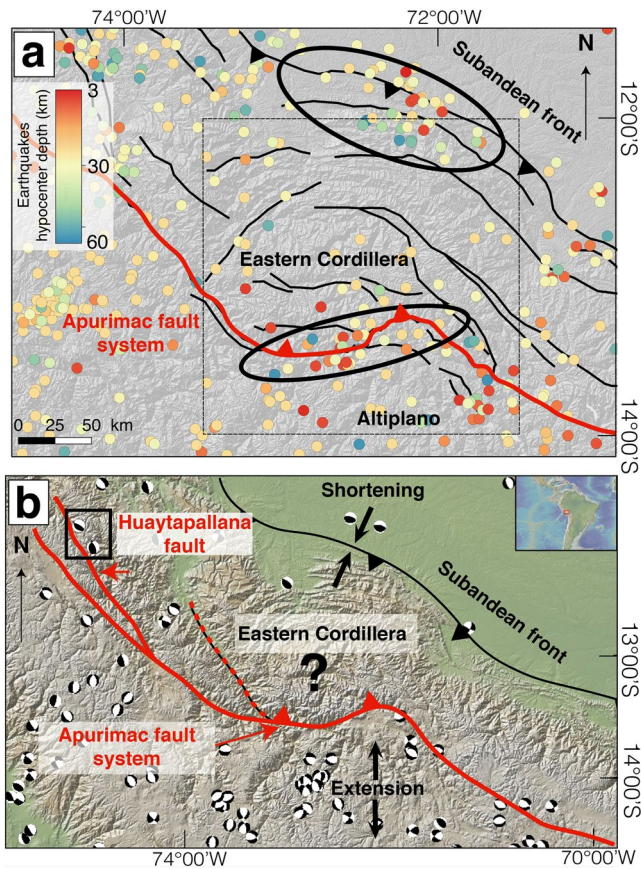 74°00'W
72°00'W
a
N
Subandean front
12°00'S
3
30
60
Earthquakes
hypocenter depth (km)
Eastern Cordillera
Apurimac fault
system
Altiplano
0 25 50 km
14°00'S
b
N
Shortening
Huaytapallana
fault
Subandean front
Eastern Cordillera
?
13°00'S
Apurimac fault
system
Extension
14°00'S
74°00'W
70°00'W